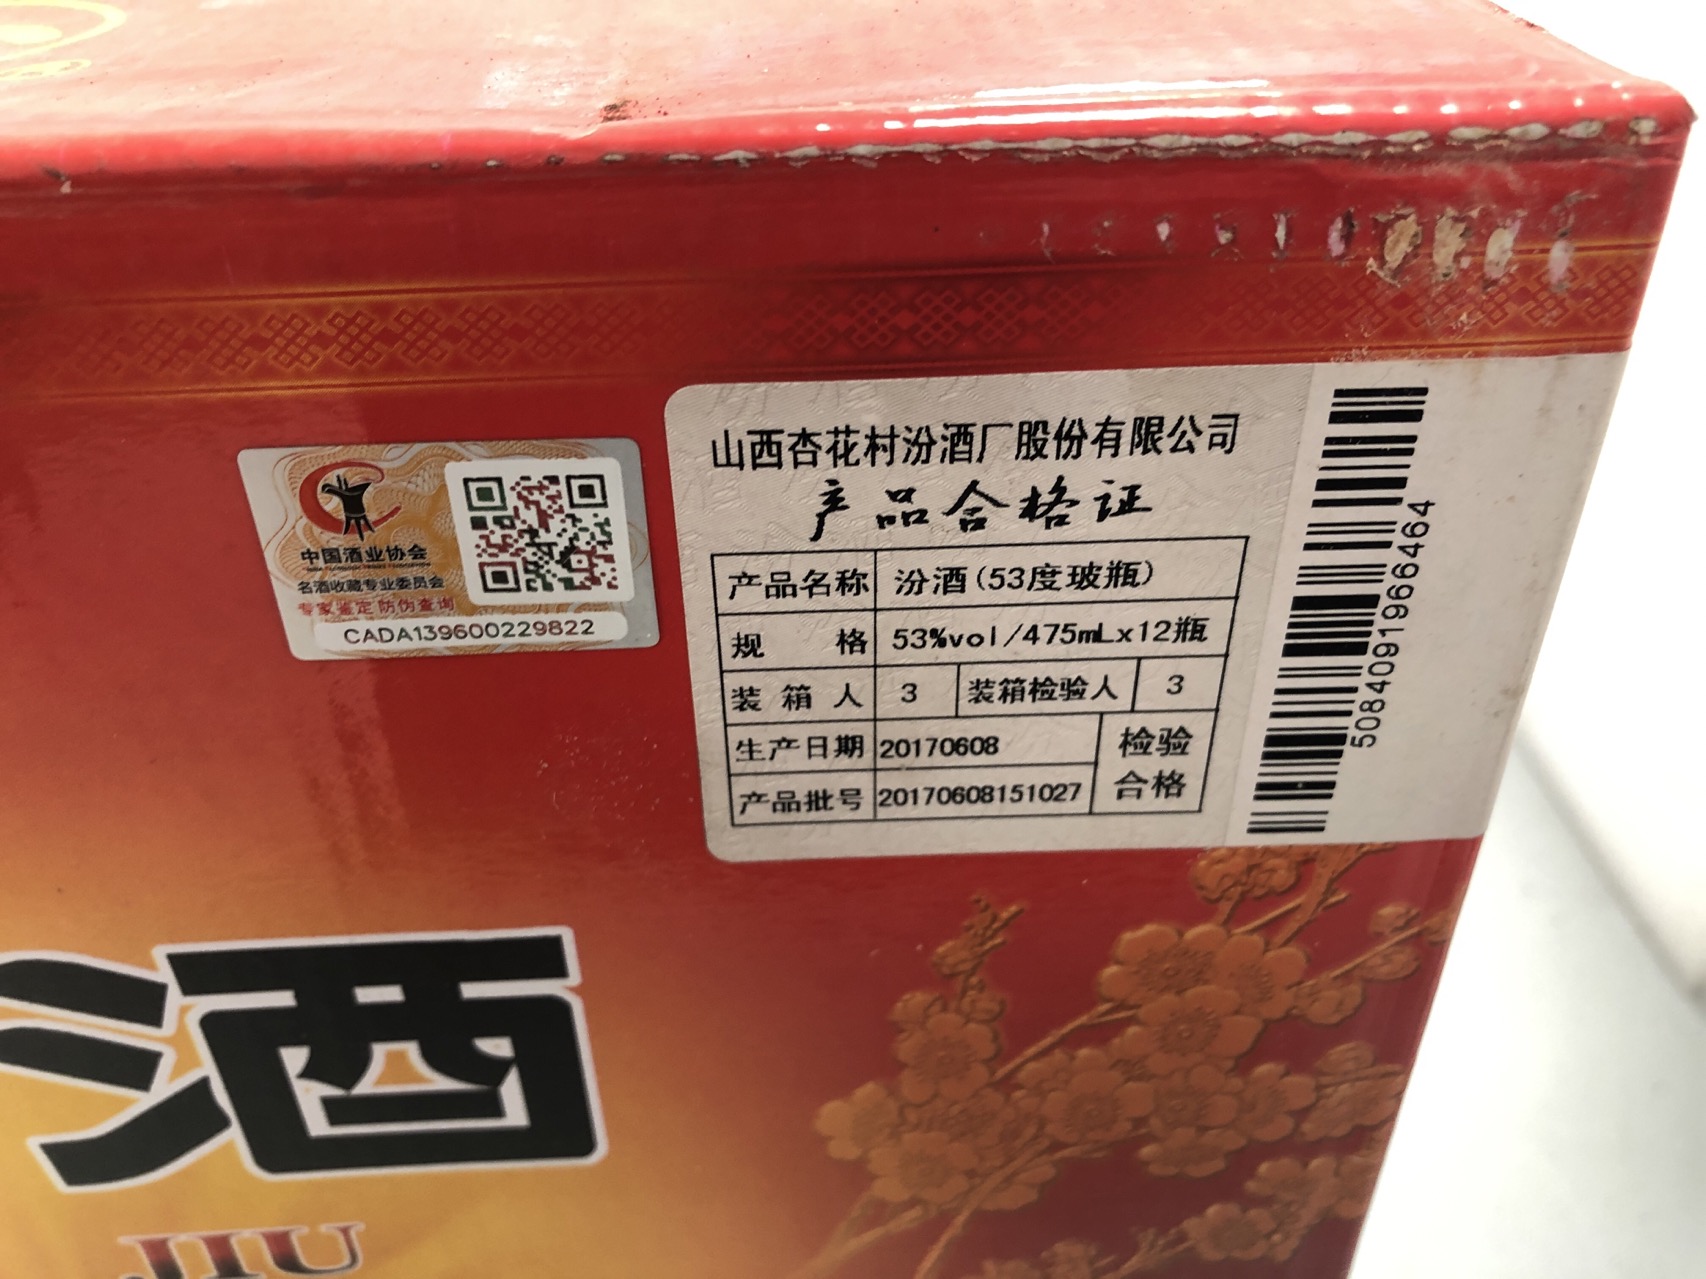 中国酒业协会
名酒收藏专业委员会
专家鉴定防伪查询
CADA139600229822
山西杏花村汾酒厂股份有限公司
产品合格证
产品名称 汾酒(53度玻瓶)
规 格 53%vol/475mLx12瓶
装 箱 人 3 装箱检验人 3
生产日期 20170608 检验
产品批号 20170608151027 合格
5084091966464
酒
JIU